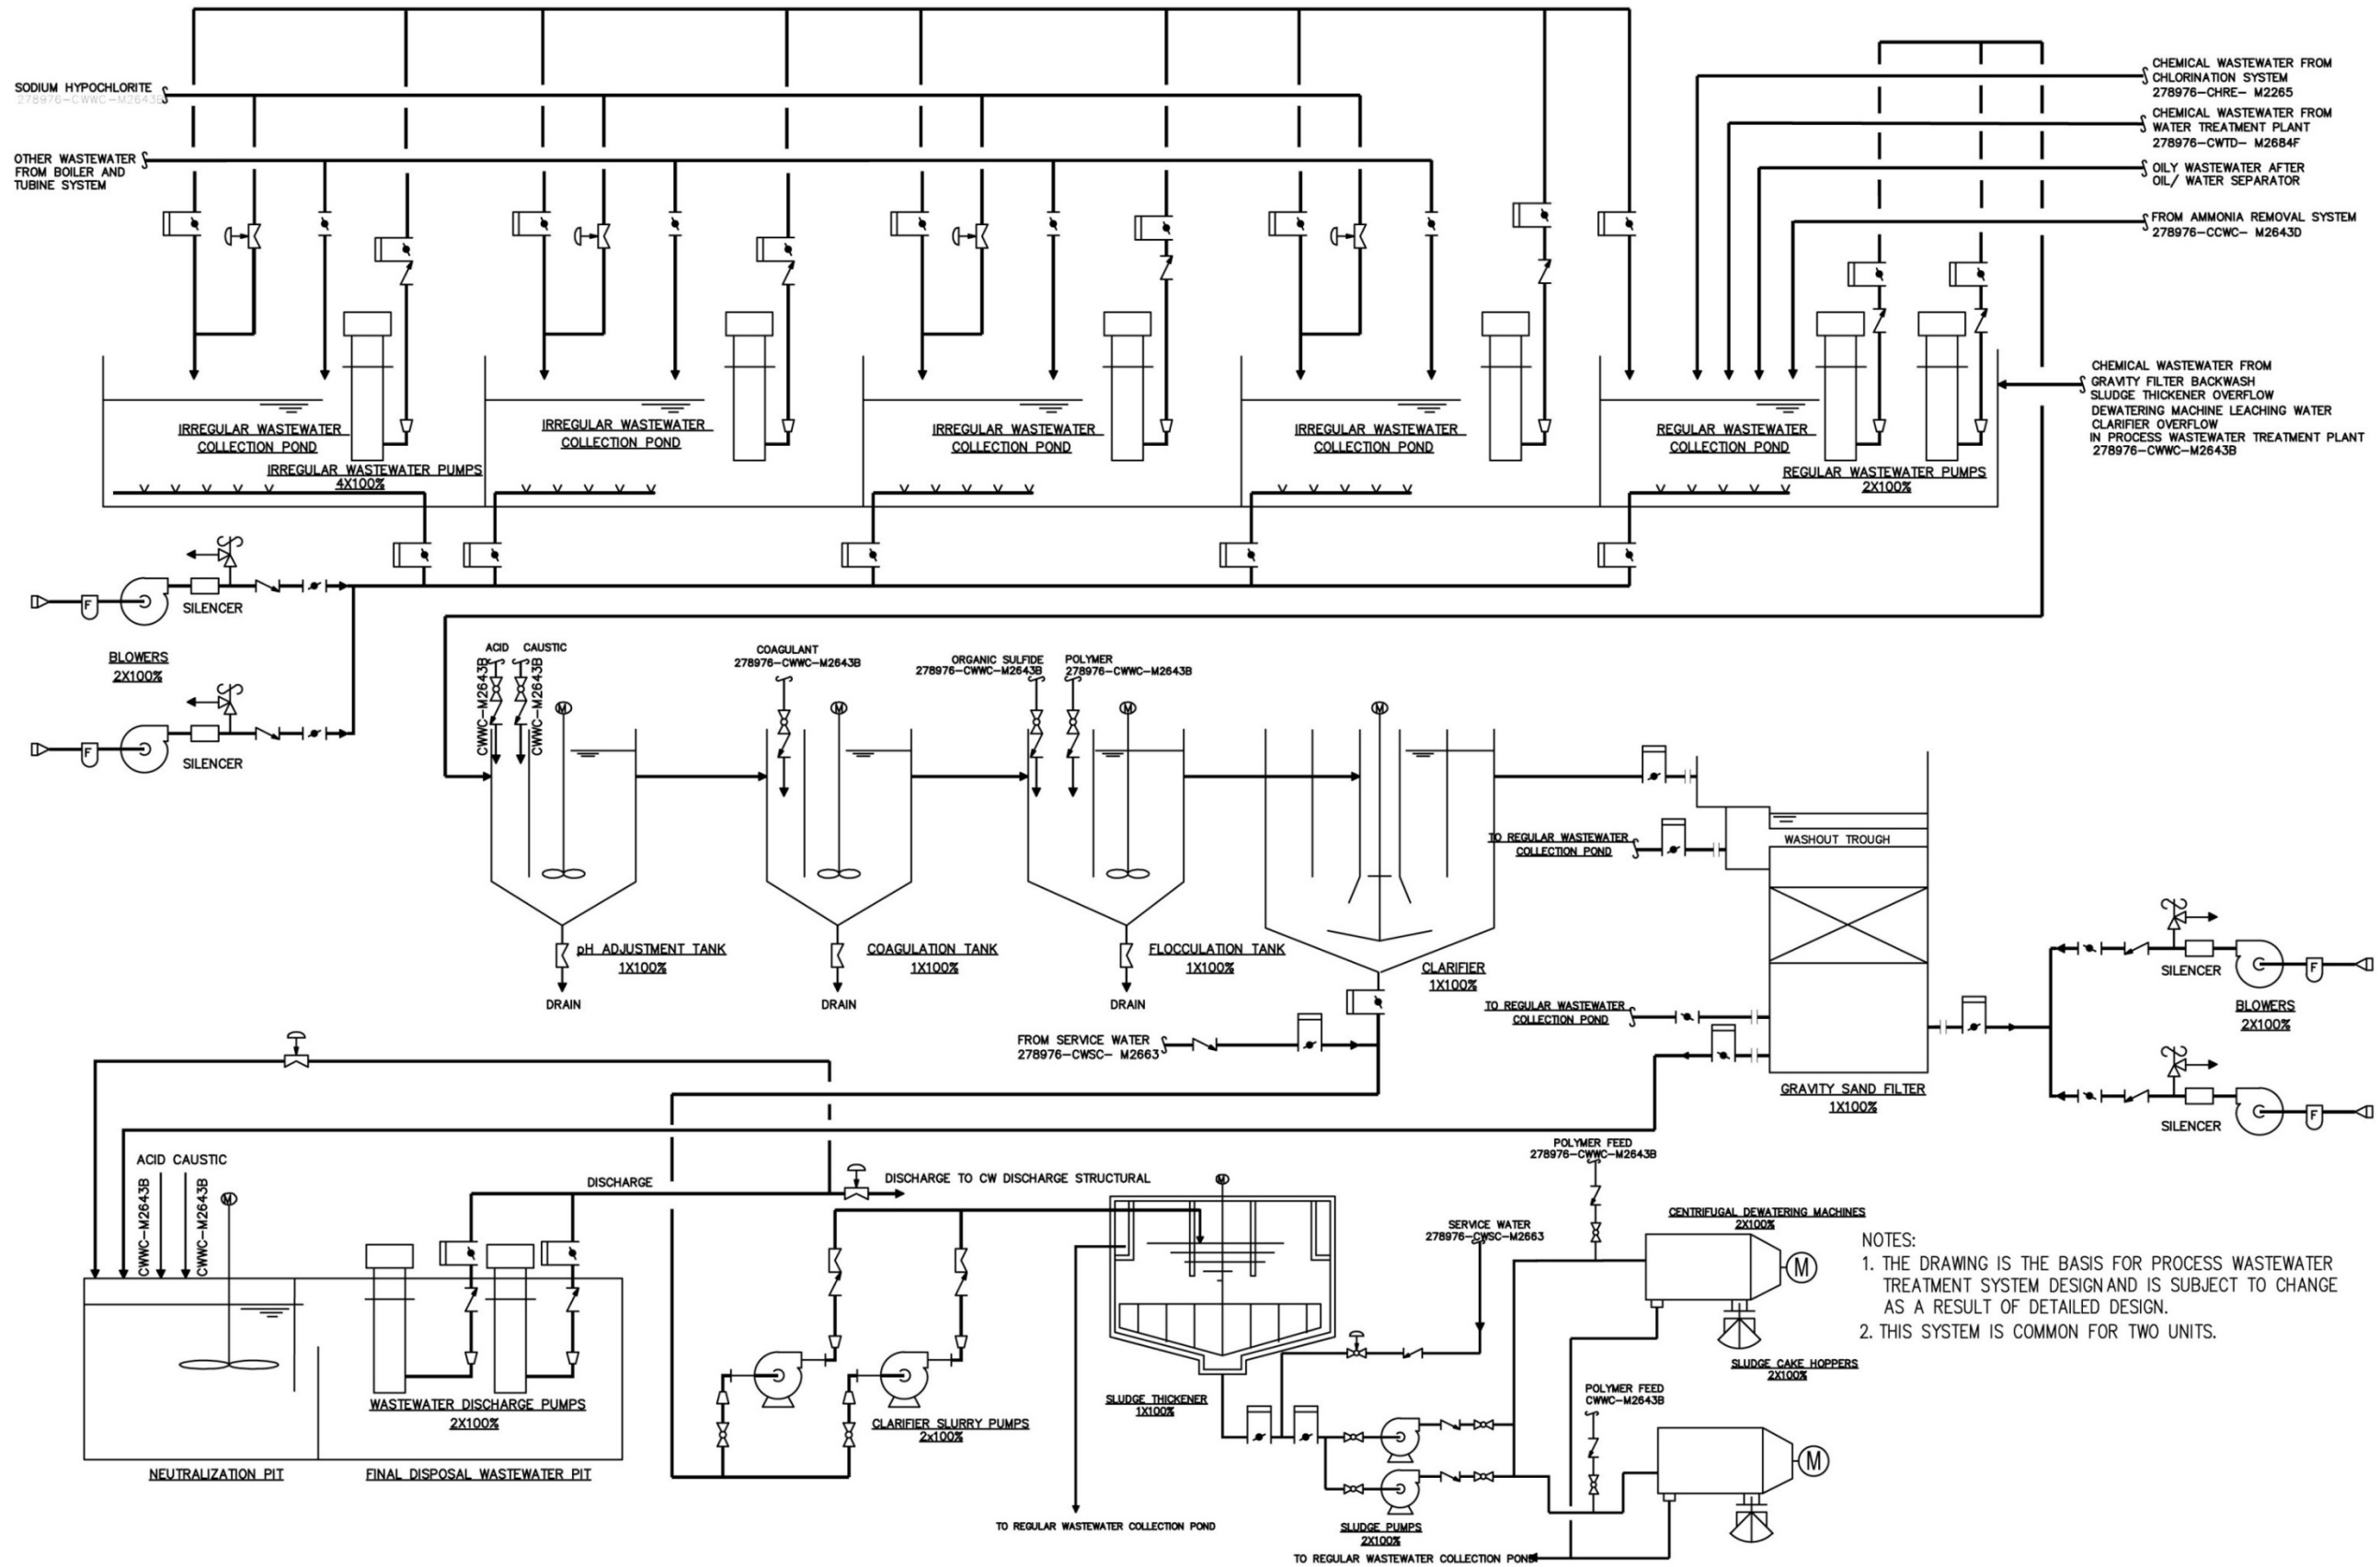 SODIUM HYPOCHLORITE
278976-CWWC-M2643B
OTHER WASTEWATER
FROM BOILER AND
TUBINE SYSTEM
CHEMICAL WASTEWATER FROM
CHLORINATION SYSTEM
278976-CHRE- M2265
CHEMICAL WASTEWATER FROM
WATER TREATMENT PLANT
278976-CWTD- M2684F
OILY WASTEWATER AFTER
OIL/ WATER SEPARATOR
FROM AMMONIA REMOVAL SYSTEM
278976-CCWC- M2643D
CHEMICAL WASTEWATER FROM
GRAVITY FILTER BACKWASH
SLUDGE THICKENER OVERFLOW
DEWATERING MACHINE LEACHING WATER
CLARIFIER OVERFLOW
IN PROCESS WASTEWATER TREATMENT PLANT
278976-CWWC-M2643B
IRREGULAR WASTEWATER
COLLECTION POND
IRREGULAR WASTEWATER
COLLECTION POND
IRREGULAR WASTEWATER
COLLECTION POND
IRREGULAR WASTEWATER
COLLECTION POND
REGULAR WASTEWATER
COLLECTION POND
IRREGULAR WASTEWATER PUMPS
4X100%
REGULAR WASTEWATER PUMPS
2X100%
F
SILENCER
BLOWERS
2X100%
F
SILENCER
ACID
CAUSTIC
CWWC-M2643B
CWWC-M2643B
COAGULANT
278976-CWWC-M2643B
ORGANIC SULFIDE
278976-CWWC-M2643B
POLYMER
278976-CWWC-M2643B
M
M
M
M
TO REGULAR WASTEWATER
COLLECTION POND
WASHOUT TROUGH
pH ADJUSTMENT TANK
1X100%
DRAIN
COAGULATION TANK
1X100%
DRAIN
FLOCCULATION TANK
1X100%
DRAIN
CLARIFIER
1X100%
TO REGULAR WASTEWATER
COLLECTION POND
FROM SERVICE WATER
278976-CWSC- M2663
GRAVITY SAND FILTER
1X100%
SILENCER
F
BLOWERS
2X100%
SILENCER
F
ACID CAUSTIC
CWWC-M2643B
CWWC-M2643B
M
DISCHARGE
DISCHARGE TO CW DISCHARGE STRUCTURAL
WASTEWATER DISCHARGE PUMPS
2X100%
NEUTRALIZATION PIT
FINAL DISPOSAL WASTEWATER PIT
CLARIFIER SLURRY PUMPS
2x100%
M
SLUDGE THICKENER
1X100%
TO REGULAR WASTEWATER COLLECTION POND
SERVICE WATER
278976-CWSC-M2663
POLYMER FEED
278976-CWWC-M2643B
CENTRIFUGAL DEWATERING MACHINES
2X100%
M
SLUDGE CAKE HOPPERS
2X100%
POLYMER FEED
CWWC-M2643B
M
SLUDGE PUMPS
2X100%
TO REGULAR WASTEWATER COLLECTION POND
NOTES:
1. THE DRAWING IS THE BASIS FOR PROCESS WASTEWATER
TREATMENT SYSTEM DESIGN AND IS SUBJECT TO CHANGE
AS A RESULT OF DETAILED DESIGN.
2. THIS SYSTEM IS COMMON FOR TWO UNITS.